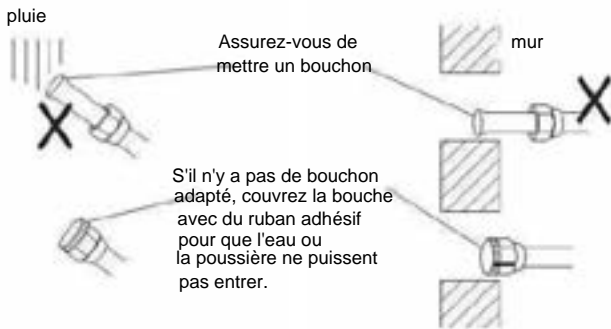 pluie
Assurez-vous de
mettre un bouchon
mur
S'il n'y a pas de bouchon
adapté, couvrez la bouche
avec du ruban adhésif
pour que l'eau ou
la poussière ne puissent
pas entrer.